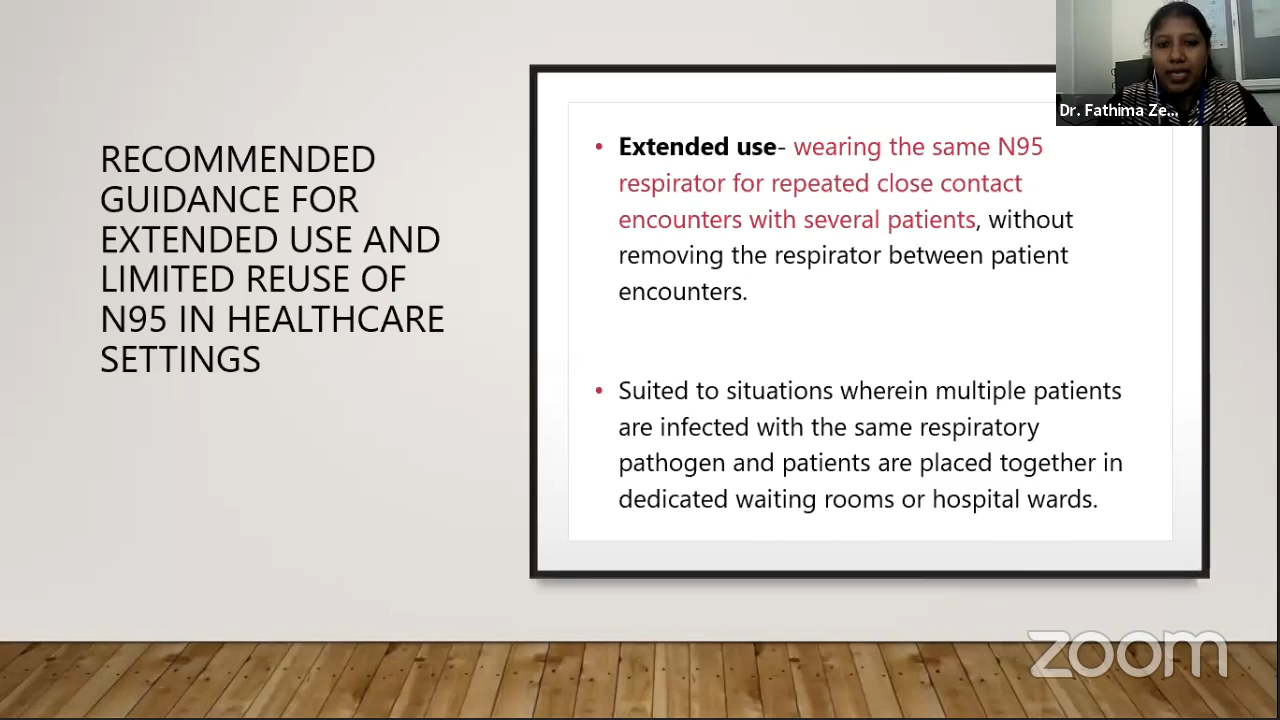 RECOMMENDED
GUIDANCE FOR
EXTENDED USE AND
LIMITED REUSE OF
N95 IN HEALTHCARE
SETTINGS
• Extended use- wearing the same N95
respirator for repeated close contact
encounters with several patients, without
removing the respirator between patient
encounters.
• Suited to situations wherein multiple patients
are infected with the same respiratory
pathogen and patients are placed together in
dedicated waiting rooms or hospital wards.
Dr. Fathima Ze...
zoom